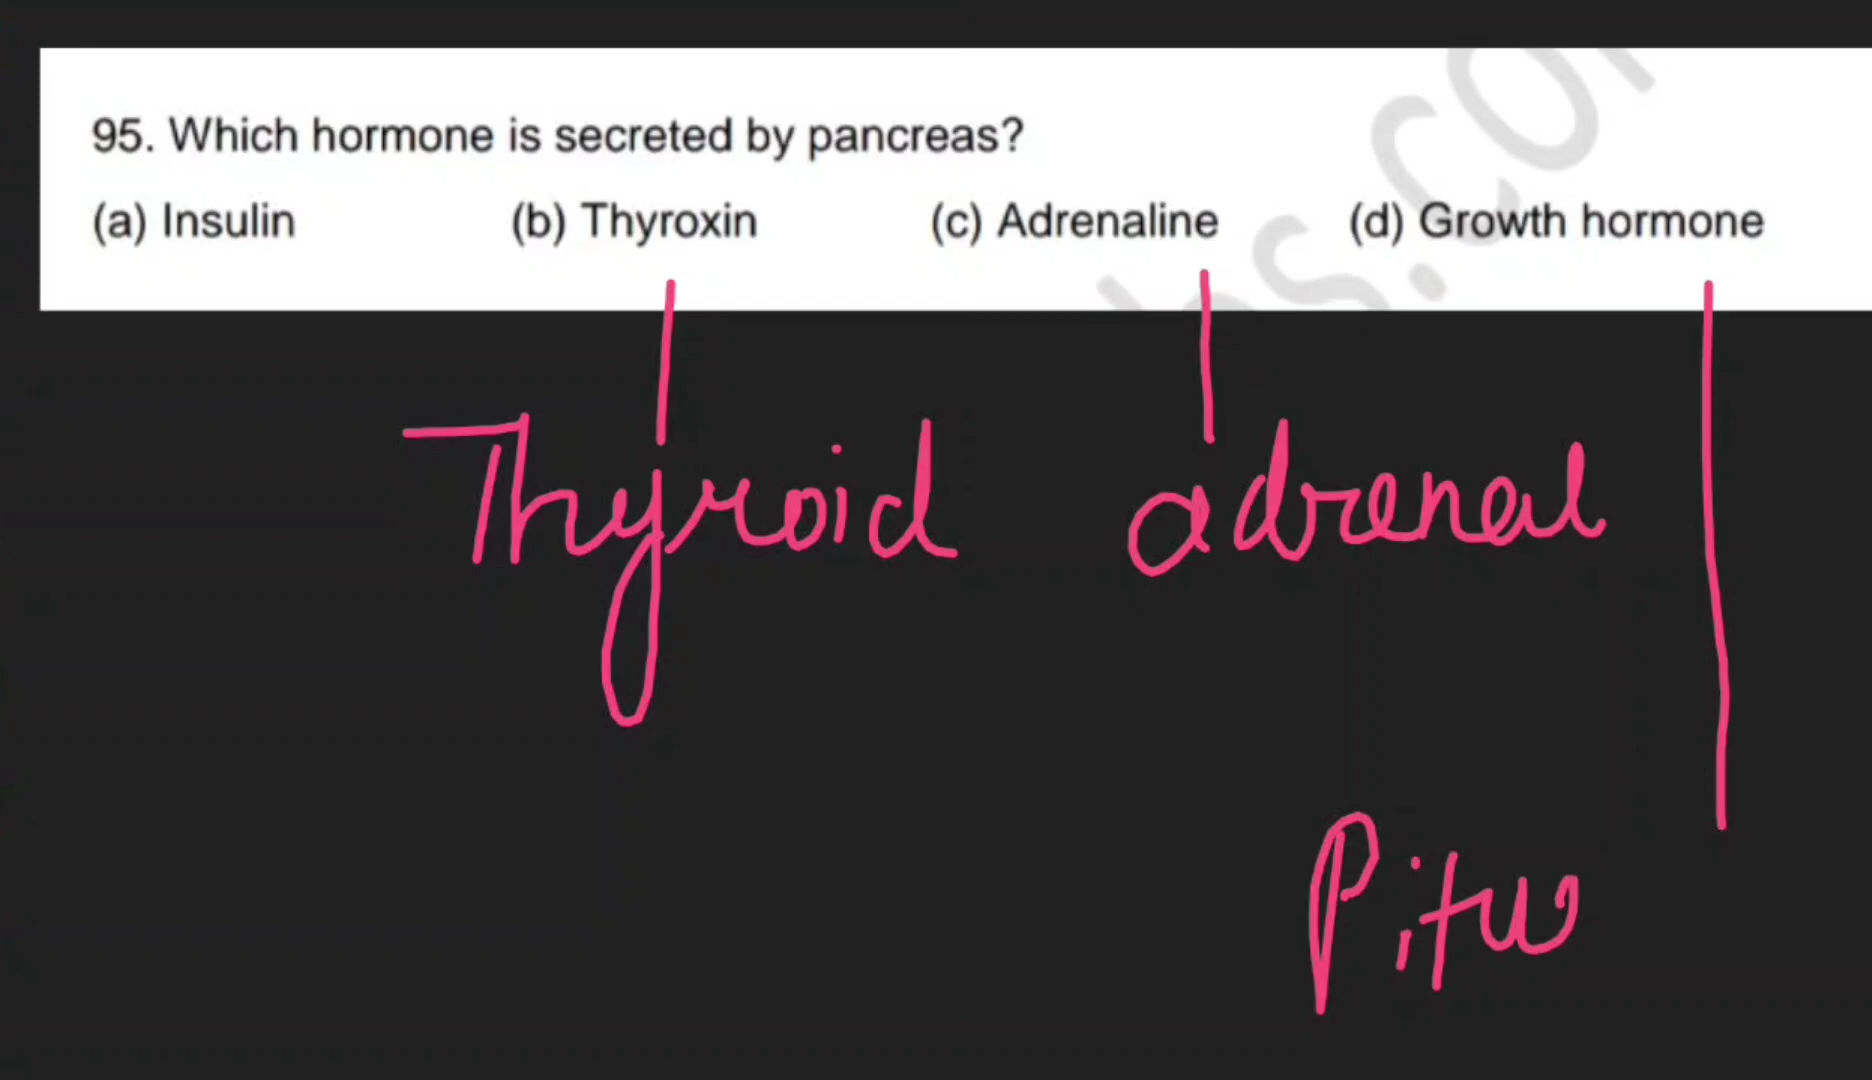 95. Which hormone is secreted by pancreas?
(a) Insulin (b) Thyroxin (c) Adrenaline (d) Growth hormone
Thyroid adrenal
Pitu